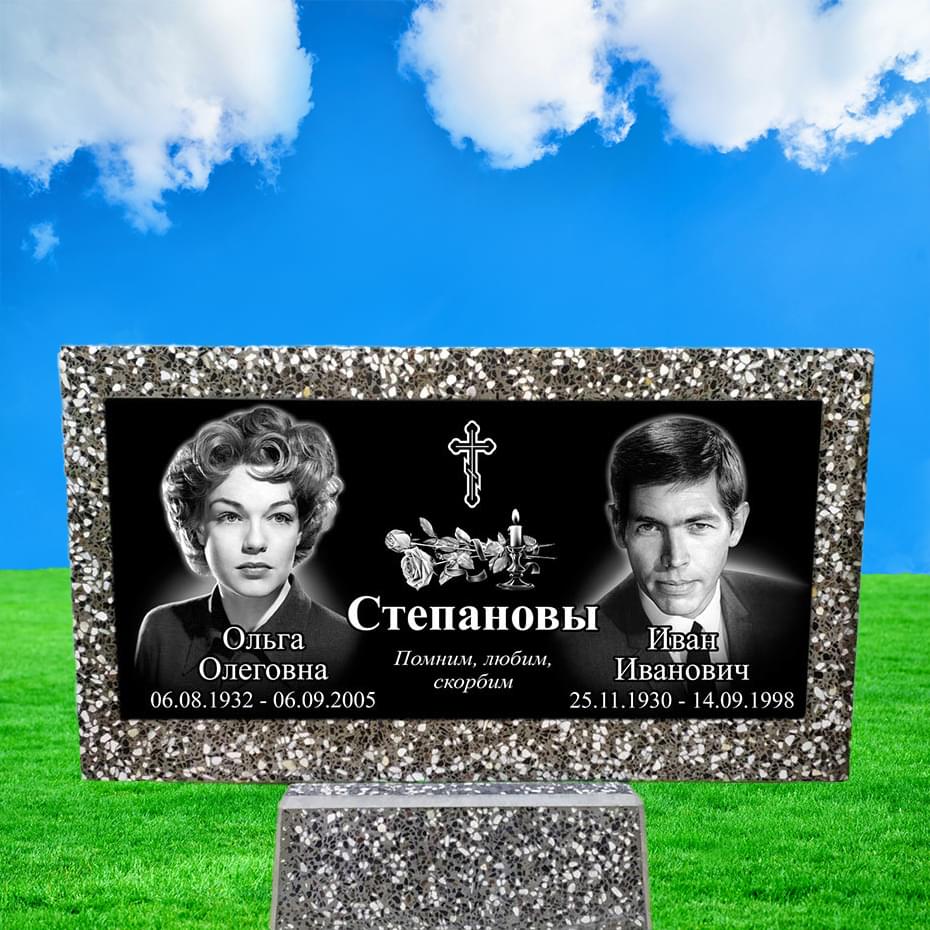 Степановы
Помним, любим,
скорбим
Ольга
Олеговна
06.08.1932 - 06.09.2005
Иван
Иванович
25.11.1930 - 14.09.1998